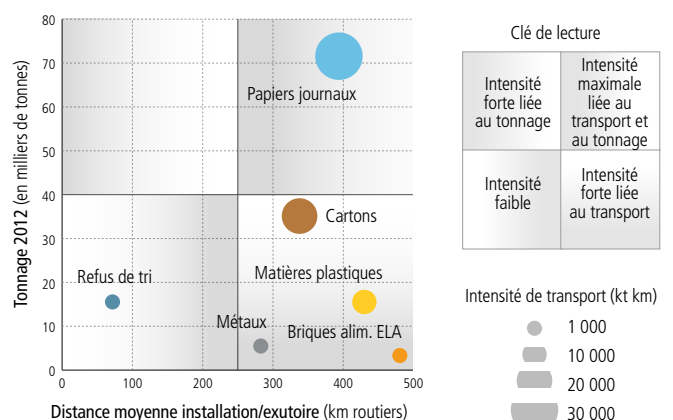 Tonnage 2012 (en milliers de tonnes)
80
70
60
50
40
30
20
10
0
Papiers journaux
Cartons
Refus de tri
Matières plastiques
Métaux
Briques alim. ELA
0 100 200 300 400 500
Distance moyenne installation/exutoire (km routiers)
Clé de lecture
Intensité
forte liée
au tonnage
Intensité
maximale
liée au
transport et
au tonnage
Intensité
faible
Intensité
forte liée
au transport
Intensité de transport (kt km)
1 000
10 000
20 000
30 000